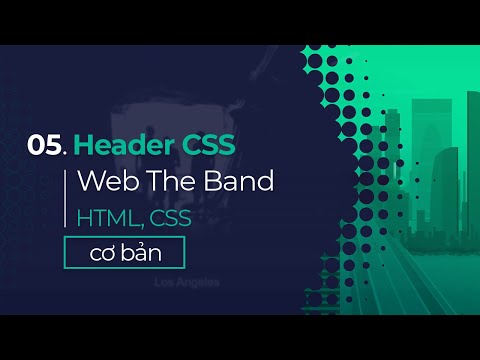 05. Header CSS
Web The Band
HTML, CSS
cơ bản
Los Angeles